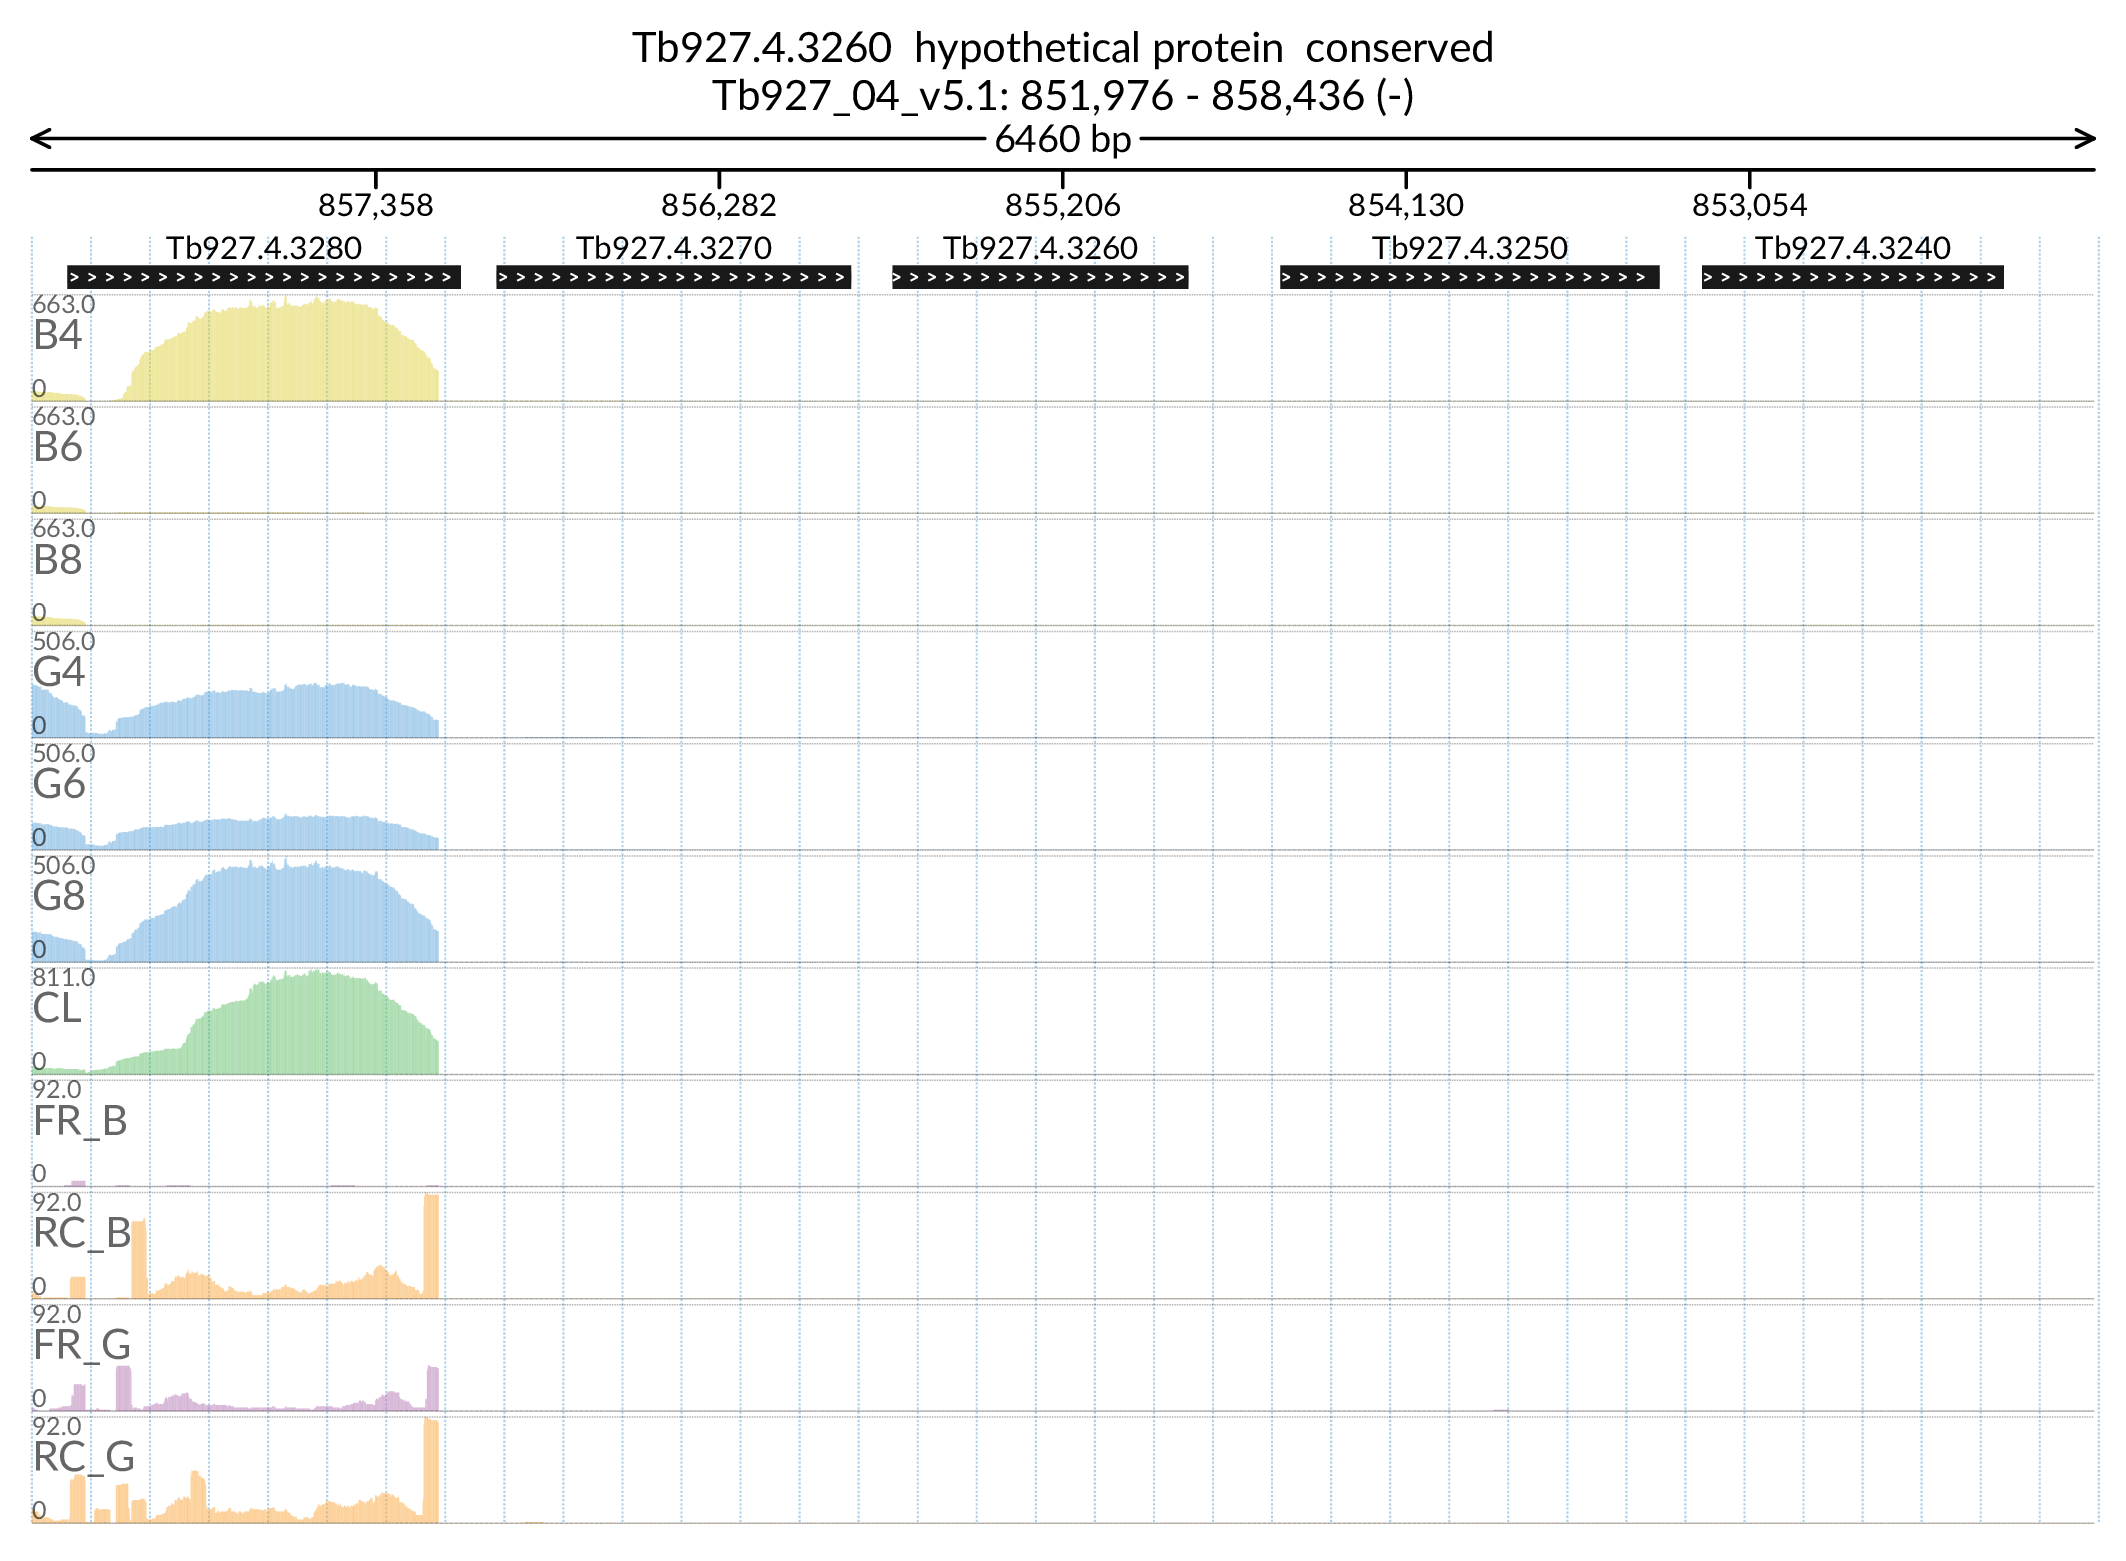 Tb927.4.3260 hypothetical protein conserved
Tb927_04_v5.1: 851,976 - 858,436 (-)
6460 bp
857,358 856,282 855,206 854,130 853,054
Tb927.4.3280 Tb927.4.3270 Tb927.4.3260 Tb927.4.3250 Tb927.4.3240
663.0
B4
0
663.0
B6
0
663.0
B8
0
506.0
G4
0
506.0
G6
0
506.0
G8
0
811.0
CL
0
92.0
FR_B
0
92.0
RC_B
0
92.0
FR_G
0
92.0
RC_G
0